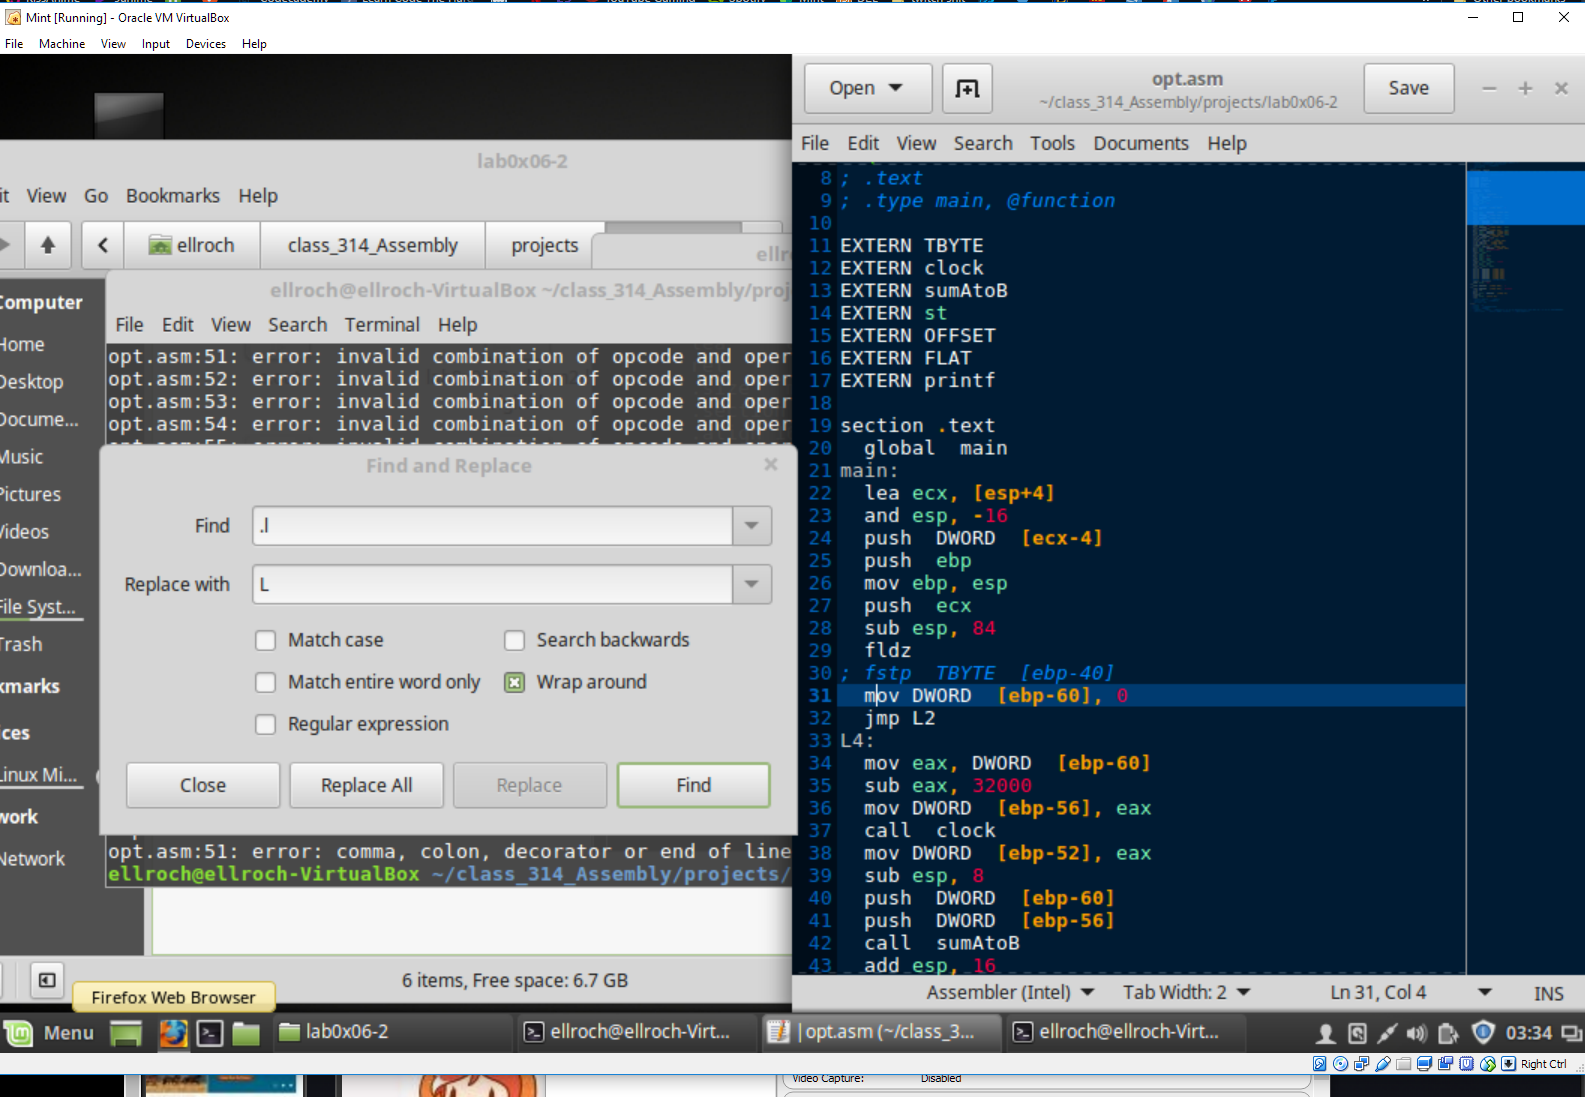 Mint [Running] - Oracle VM VirtualBox
File Machine View Input Devices Help
lab0x06-2
it View Go Bookmarks Help
ellroch class_314_Assembly projects
ellr
Computer
Home
Desktop
Docume...
Music
Pictures
Videos
Downloa...
File Syst...
Trash
kmarks
ices
Linux Mi...
work
Network
ellroch@ellroch-VirtualBox ~/class_314_Assembly/proj
File Edit View Search Terminal Help
opt.asm:51: error: invalid combination of opcode and oper
opt.asm:52: error: invalid combination of opcode and oper
opt.asm:53: error: invalid combination of opcode and oper
opt.asm:54: error: invalid combination of opcode and oper
Find and Replace
Find .l
Replace with L
Match case Search backwards
Match entire word only Wrap around
Regular expression
Close Replace All Replace Find
opt.asm:51: error: comma, colon, decorator or end of line
ellroch@ellroch-VirtualBox ~/class_314_Assembly/projects/
6 items, Free space: 6.7 GB
Firefox Web Browser
Open opt.asm Save
~/class_314_Assembly/projects/lab0x06-2
File Edit View Search Tools Documents Help
8 ; .text
9 ; .type main, @function
10
11 EXTERN TBYTE
12 EXTERN clock
13 EXTERN sumAtoB
14 EXTERN st
15 EXTERN OFFSET
16 EXTERN FLAT
17 EXTERN printf
18
19 section .text
20 global main
21 main:
22 lea ecx, [esp+4]
23 and esp, -16
24 push DWORD [ecx-4]
25 push ebp
26 mov ebp, esp
27 push ecx
28 sub esp, 84
29 fldz
30 ; fstp TBYTE [ebp-40]
31 mov DWORD [ebp-60], 0
32 jmp L2
33 L4:
34 mov eax, DWORD [ebp-60]
35 sub eax, 32000
36 mov DWORD [ebp-56], eax
37 call clock
38 mov DWORD [ebp-52], eax
39 sub esp, 8
40 push DWORD [ebp-60]
41 push DWORD [ebp-56]
42 call sumAtoB
43 add esp, 16
Assembler (Intel) Tab Width: 2 Ln 31, Col 4 INS
Menu lab0x06-2 ellroch@ellroch-Virt... opt.asm (~/class_3... ellroch@ellroch-Virt... 03:34
Right Ctrl
Video Capture: Disabled